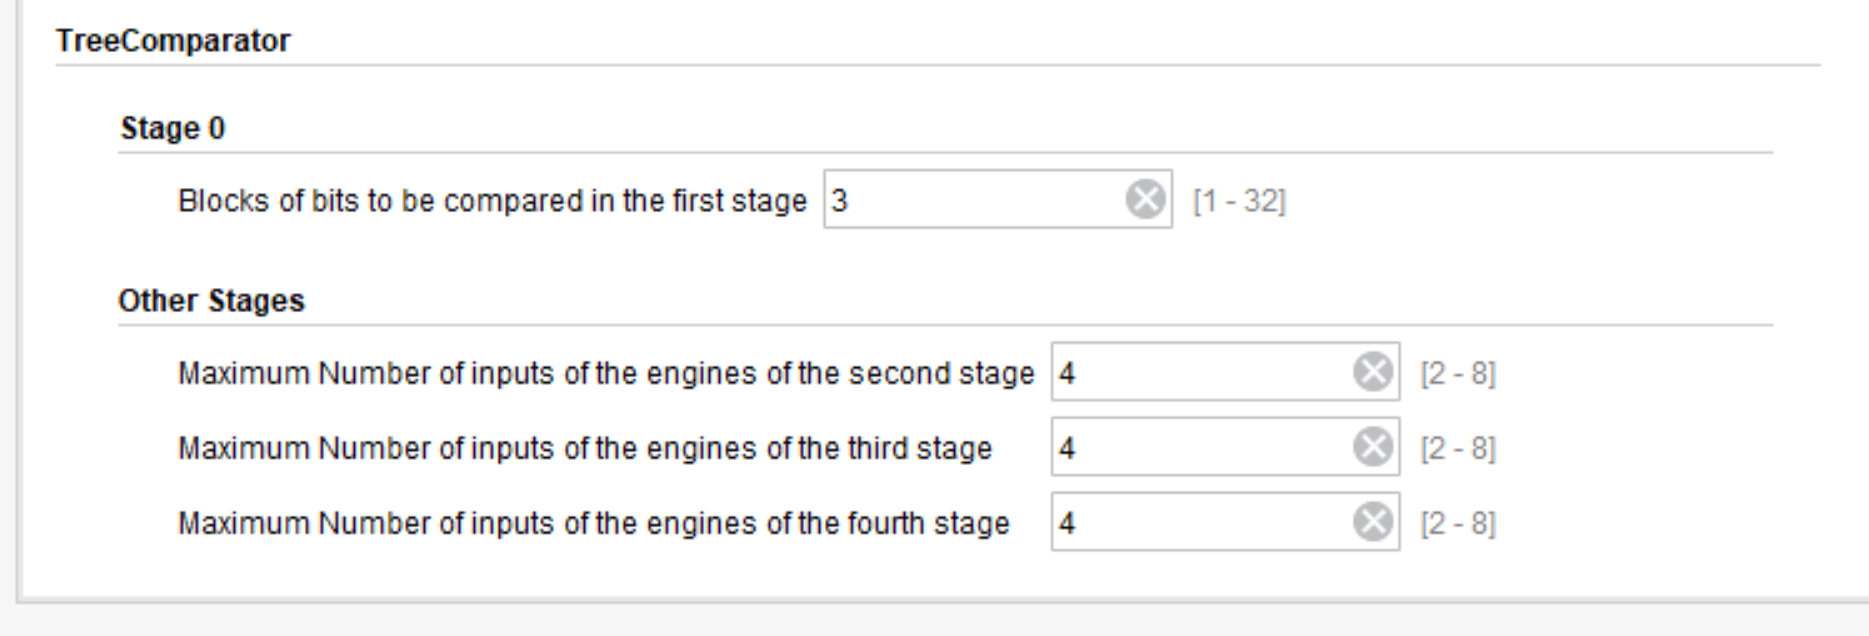 TreeComparator
Stage 0
Blocks of bits to be compared in the first stage 3 [1 - 32]
Other Stages
Maximum Number of inputs of the engines of the second stage 4 [2 - 8]
Maximum Number of inputs of the engines of the third stage 4 [2 - 8]
Maximum Number of inputs of the engines of the fourth stage 4 [2 - 8]